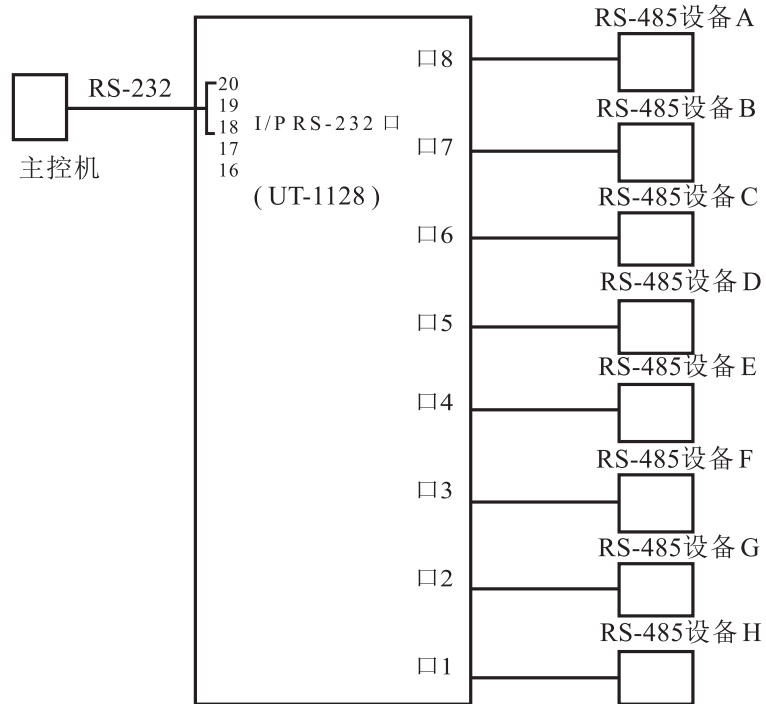 RS-485设备A
口8
RS-232
20
19
I/P RS-232 口
18
17
16
主控机
(UT-1128)
RS-485设备B
口7
RS-485设备C
口6
RS-485设备D
口5
RS-485设备E
口4
RS-485设备F
口3
RS-485设备G
口2
RS-485设备H
口1